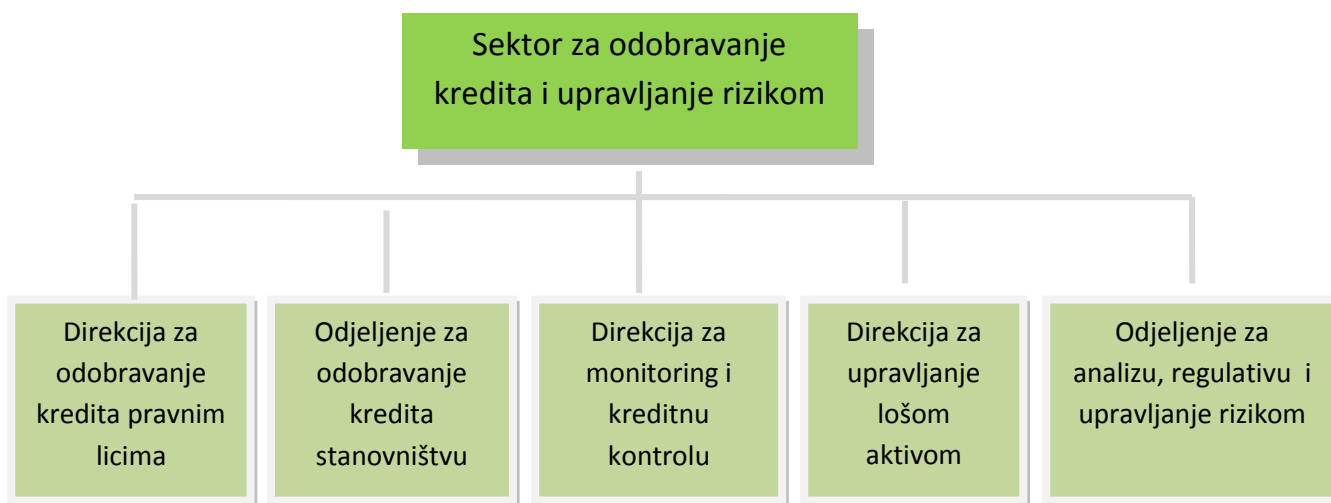 Sektor za odobravanje
kredita i upravljanje rizikom
Direkcija za
odobravanje
kredita pravnim
licima
Odjeljenje za
odobravanje
kredita
stanovništvu
Direkcija za
monitoring i
kreditnu
kontrolu
Direkcija za
upravljanje
lošom
aktivom
Odjeljenje za
analizu, regulativu i
upravljanje rizikom